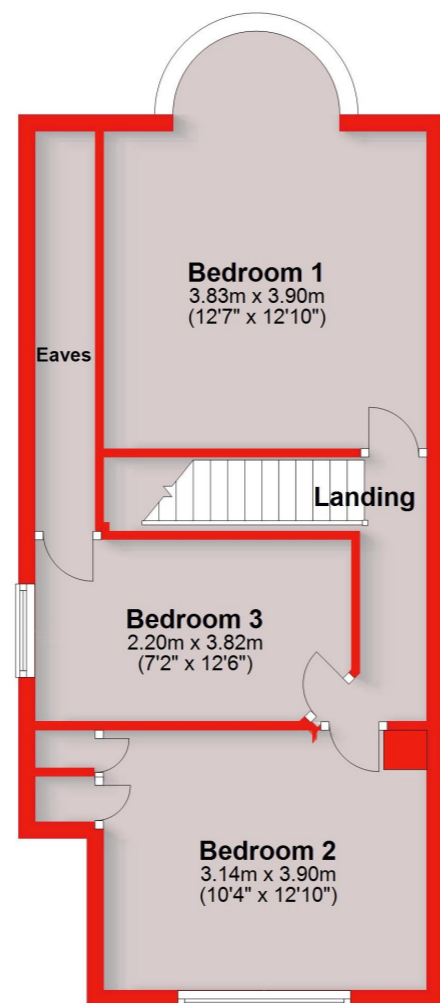 Bedroom 1
3.83m x 3.90m
(12'7" x 12'10")
Eaves
Landing
Bedroom 3
2.20m x 3.82m
(7'2" x 12'6")
Bedroom 2
3.14m x 3.90m
(10'4" x 12'10")